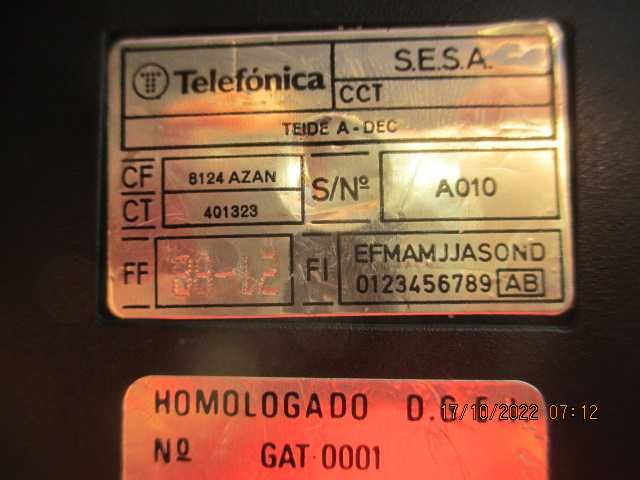 Telefónica
S.E.S.A.
CCT
TEIDE A-DEC
CF 8124 AZAN
CT 401323
S/Nº A010
FF
FI EFMAMJJASOND
0123456789 AB
HOMOLOGADO
17/10/2022 07:12
Nº GAT 0001